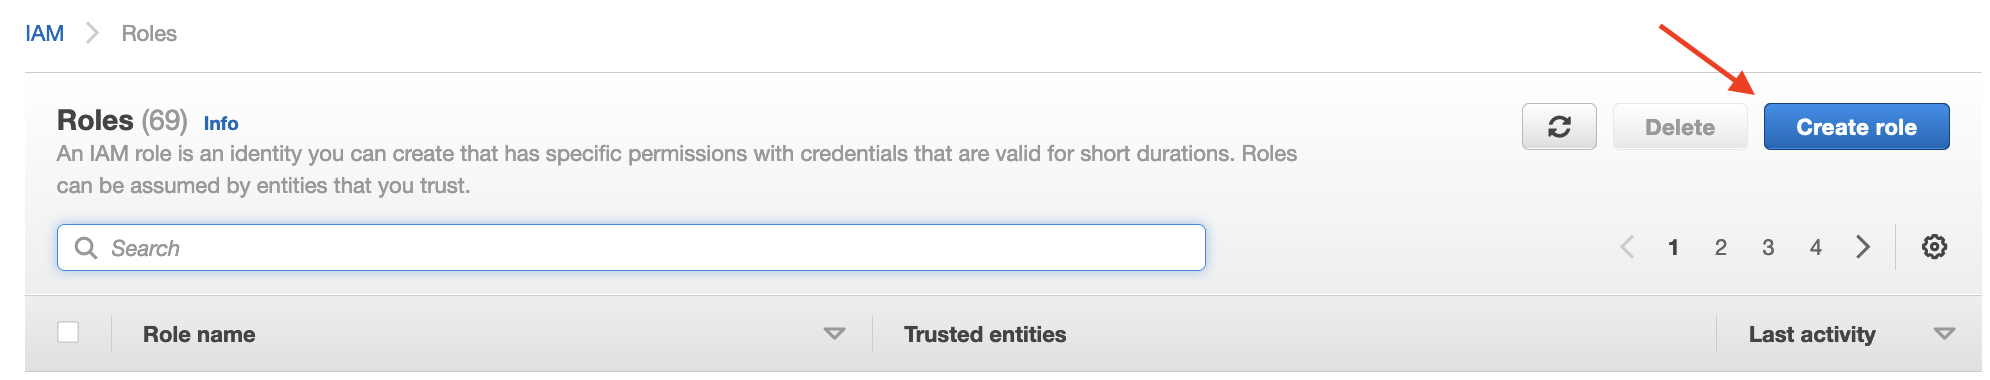 IAM > Roles
Roles (69) Info
An IAM role is an identity you can create that has specific permissions with credentials that are valid for short durations. Roles
can be assumed by entities that you trust.
Delete
Create role
Search
1 2 3 4
Role name
Trusted entities
Last activity